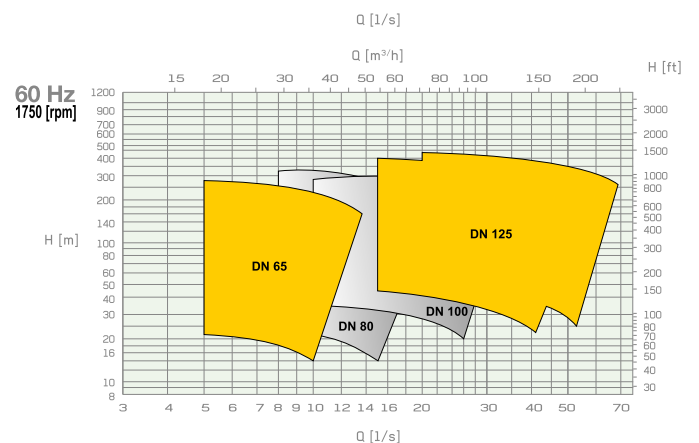 Q [l/s]
Q [m³/h]
H [ft]
15 20 30 40 50 60 80 100 150 200
60 Hz
1750 [rpm]
1200
900
700
600
500
400
300
200
140
100
80
60
50
40
30
20
16
10
8
H [m]
3000
2000
1500
1000
800
600
500
400
300
200
150
100
80
70
60
50
40
30
DN 65
DN 80
DN 100
DN 125
3 4 5 6 7 8 9 10 12 14 16 20 30 40 50 70
Q [l/s]